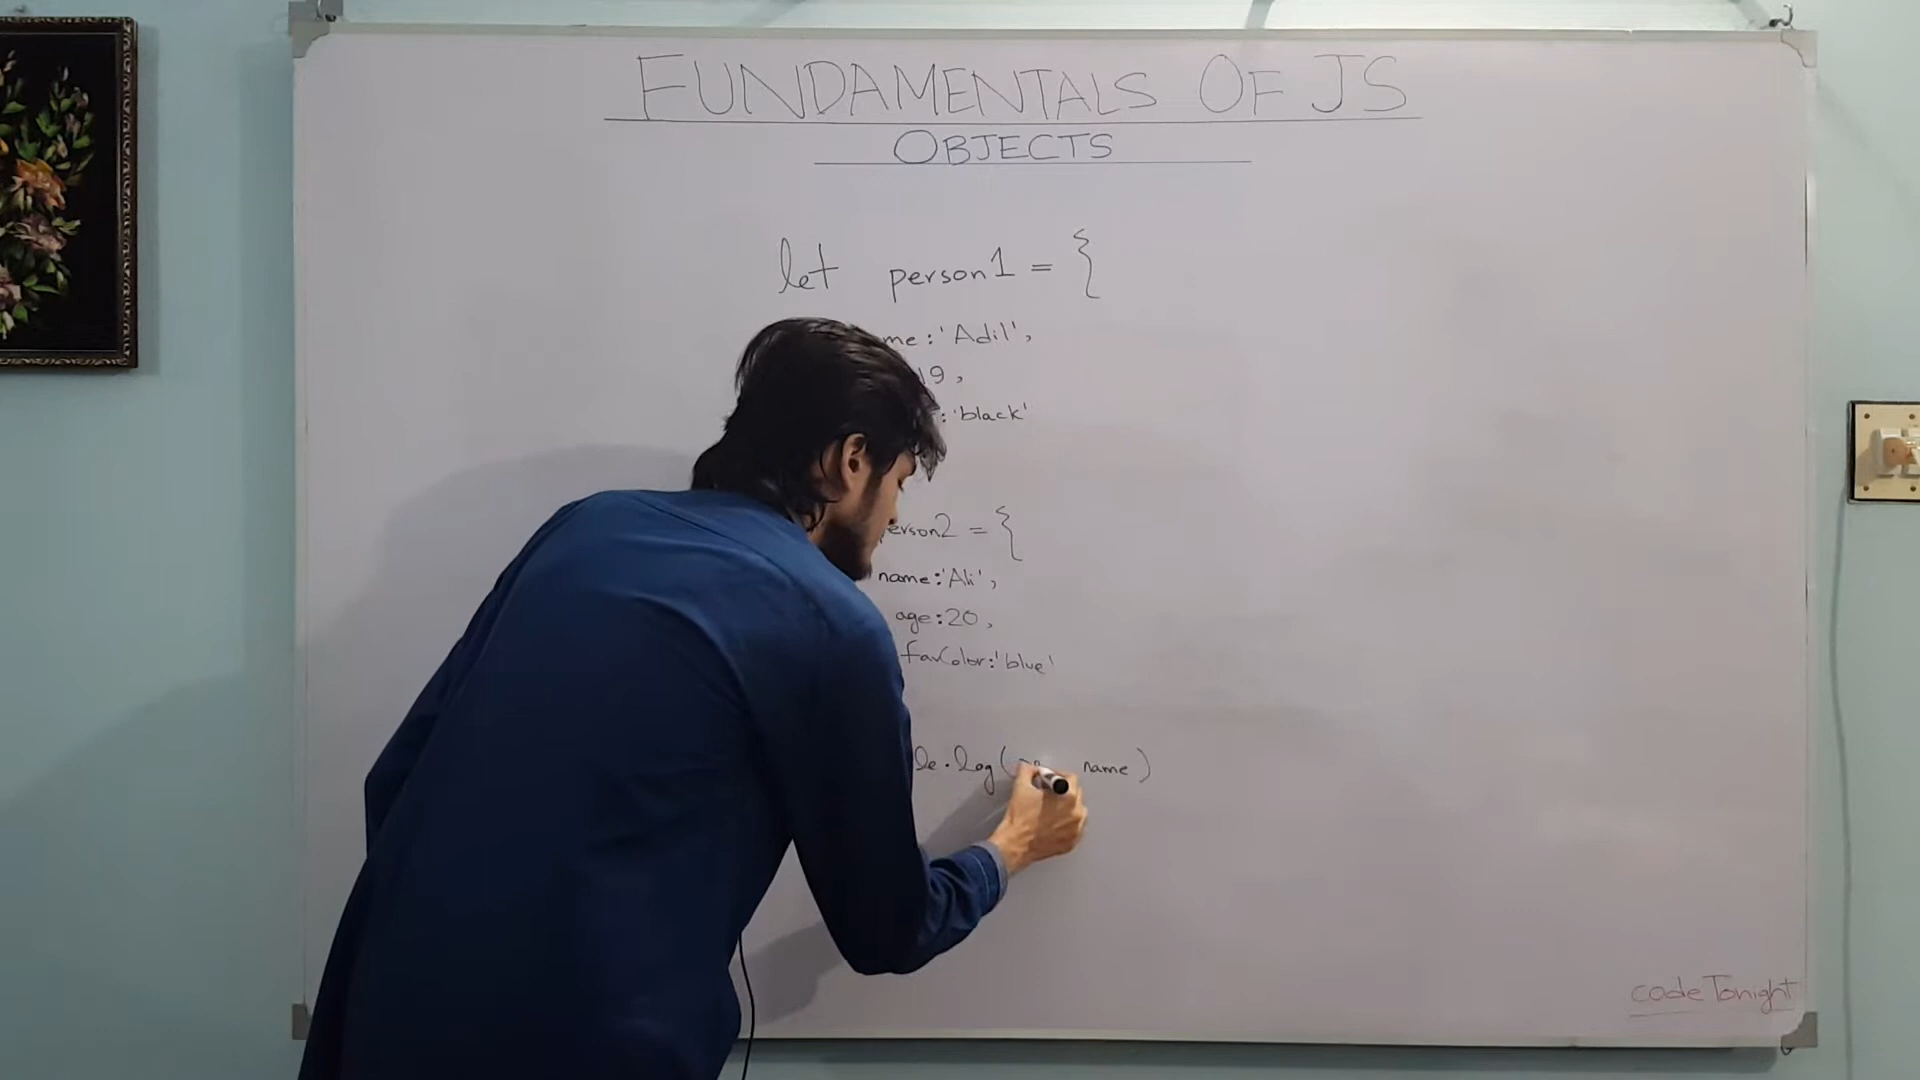 FUNDAMENTALS OF JS
OBJECTS
let person1 = {
me:'Adil',
19,
:'black'
erson2 = {
name:'Ali',
age:20,
favColor:'blue'
le.log( name)
codeTonight